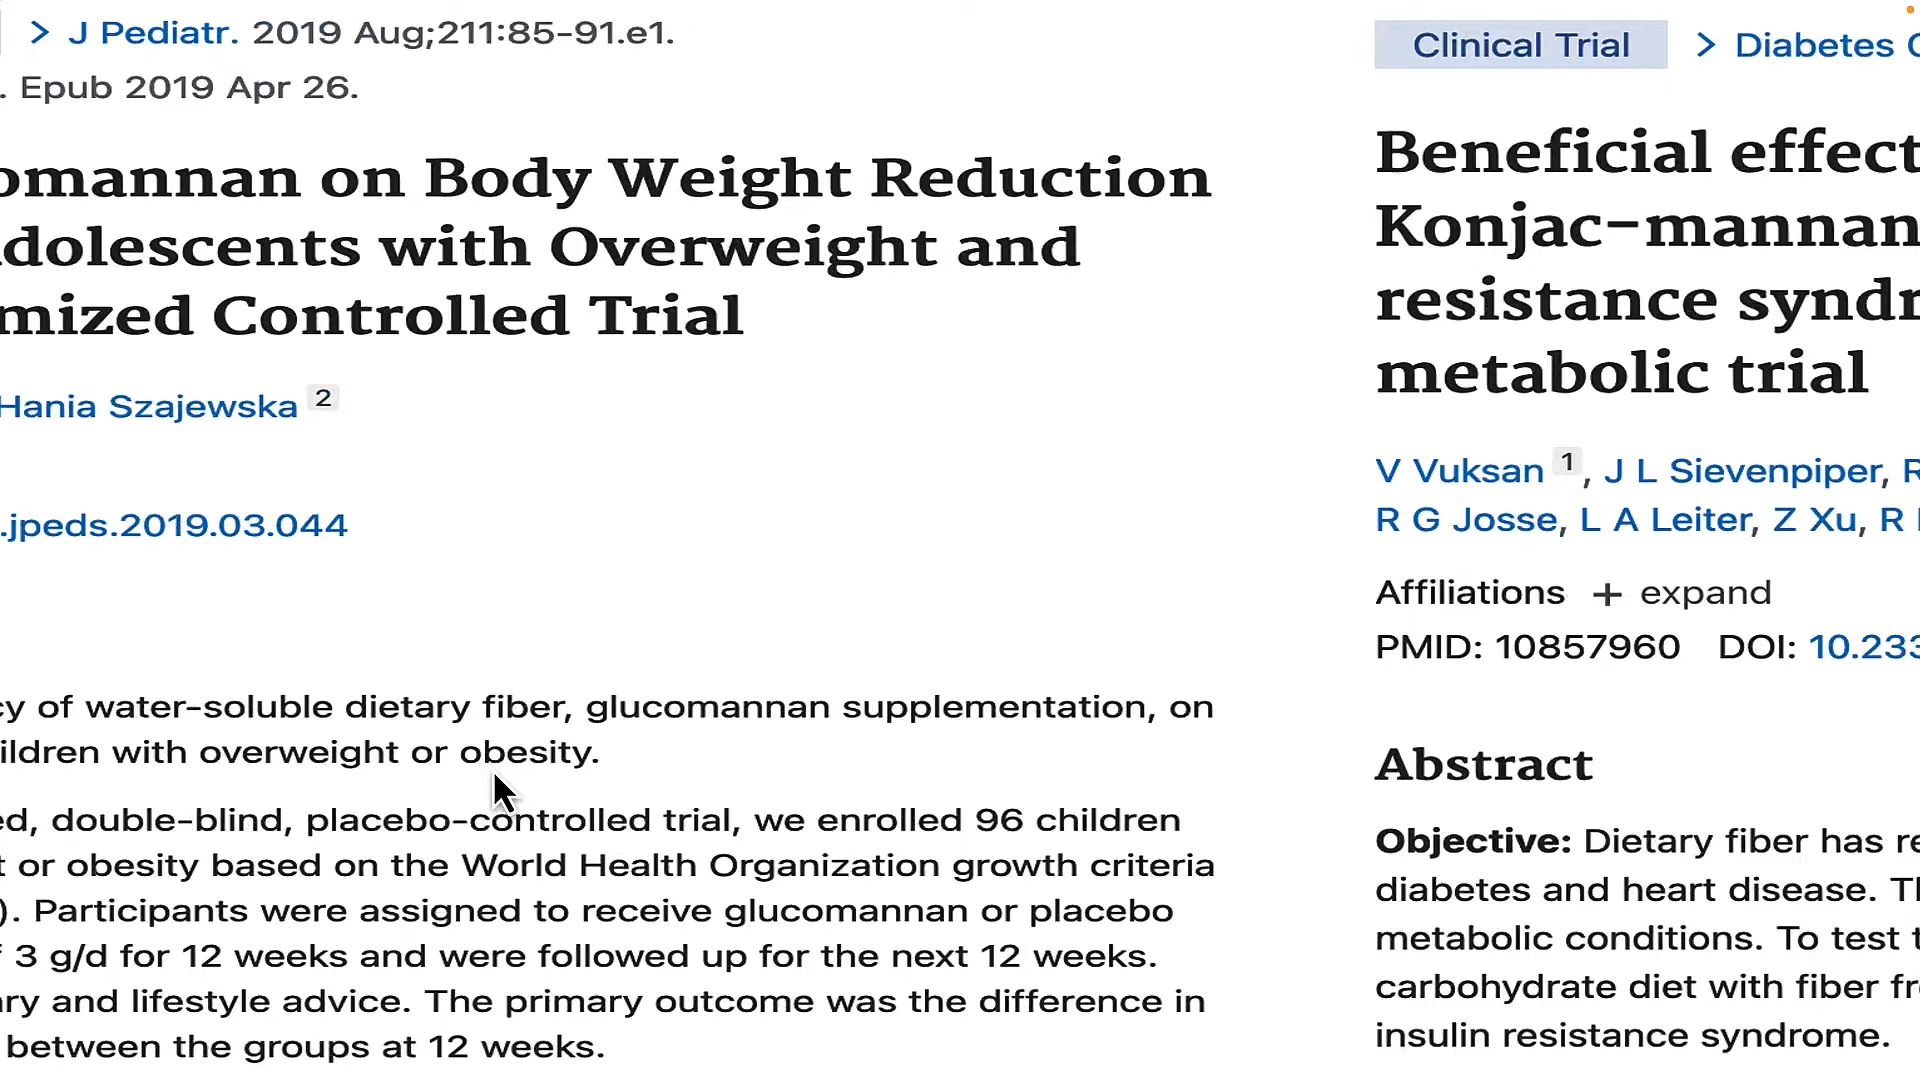 > J Pediatr. 2019 Aug;211:85-91.e1.
. Epub 2019 Apr 26.
omannan on Body Weight Reduction
dolescents with Overweight and
mized Controlled Trial
Hania Szajewska 2
.jpeds.2019.03.044
cy of water-soluble dietary fiber, glucomannan supplementation, on
ildren with overweight or obesity.
ed, double-blind, placebo-controlled trial, we enrolled 96 children
t or obesity based on the World Health Organization growth criteria
). Participants were assigned to receive glucomannan or placebo
f 3 g/d for 12 weeks and were followed up for the next 12 weeks.
ary and lifestyle advice. The primary outcome was the difference in
between the groups at 12 weeks.
Clinical Trial > Diabetes C
Beneficial effect
Konjac-mannan
resistance syndr
metabolic trial
V Vuksan 1, J L Sievenpiper, R
R G Josse, L A Leiter, Z Xu, R
Affiliations + expand
PMID: 10857960 DOI: 10.233
Abstract
Objective: Dietary fiber has re
diabetes and heart disease. Th
metabolic conditions. To test t
carbohydrate diet with fiber fr
insulin resistance syndrome.